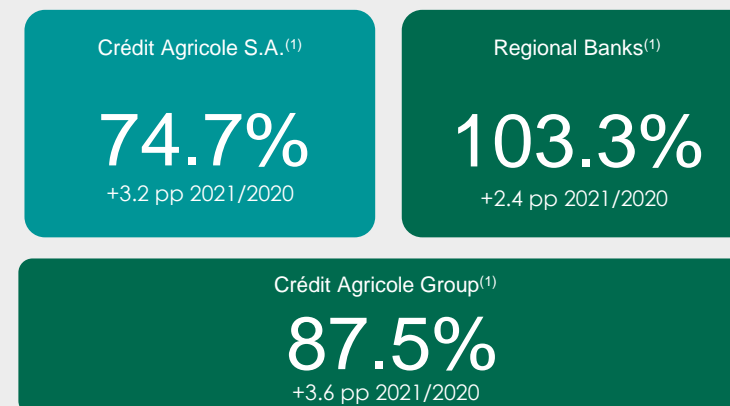 Crédit Agricole S.A.(1)
74.7%
+3.2 pp 2021/2020
Regional Banks(1)
103.3%
+2.4 pp 2021/2020
Crédit Agricole Group(1)
87.5%
+3.6 pp 2021/2020